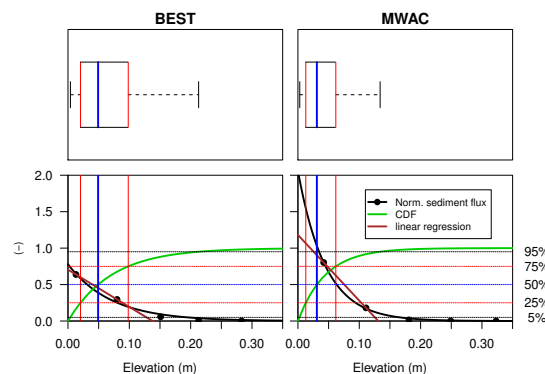 BEST
MWAC
2.0
1.5
1.0
0.5
0.0
(−)
Norm. sediment flux
CDF
linear regression
95%
75%
50%
25%
5%
0.00 0.10 0.20 0.30
0.00 0.10 0.20 0.30
Elevation (m)
Elevation (m)